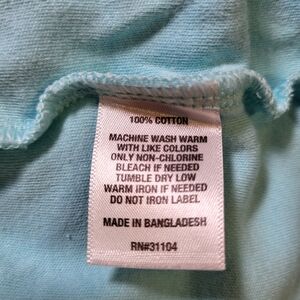 100% COTTON
MACHINE WASH WARM
WITH LIKE COLORS
ONLY NON-CHLORINE
BLEACH IF NEEDED
TUMBLE DRY LOW
WARM IRON IF NEEDED
DO NOT IRON LABEL
MADE IN BANGLADESH
RN#31104